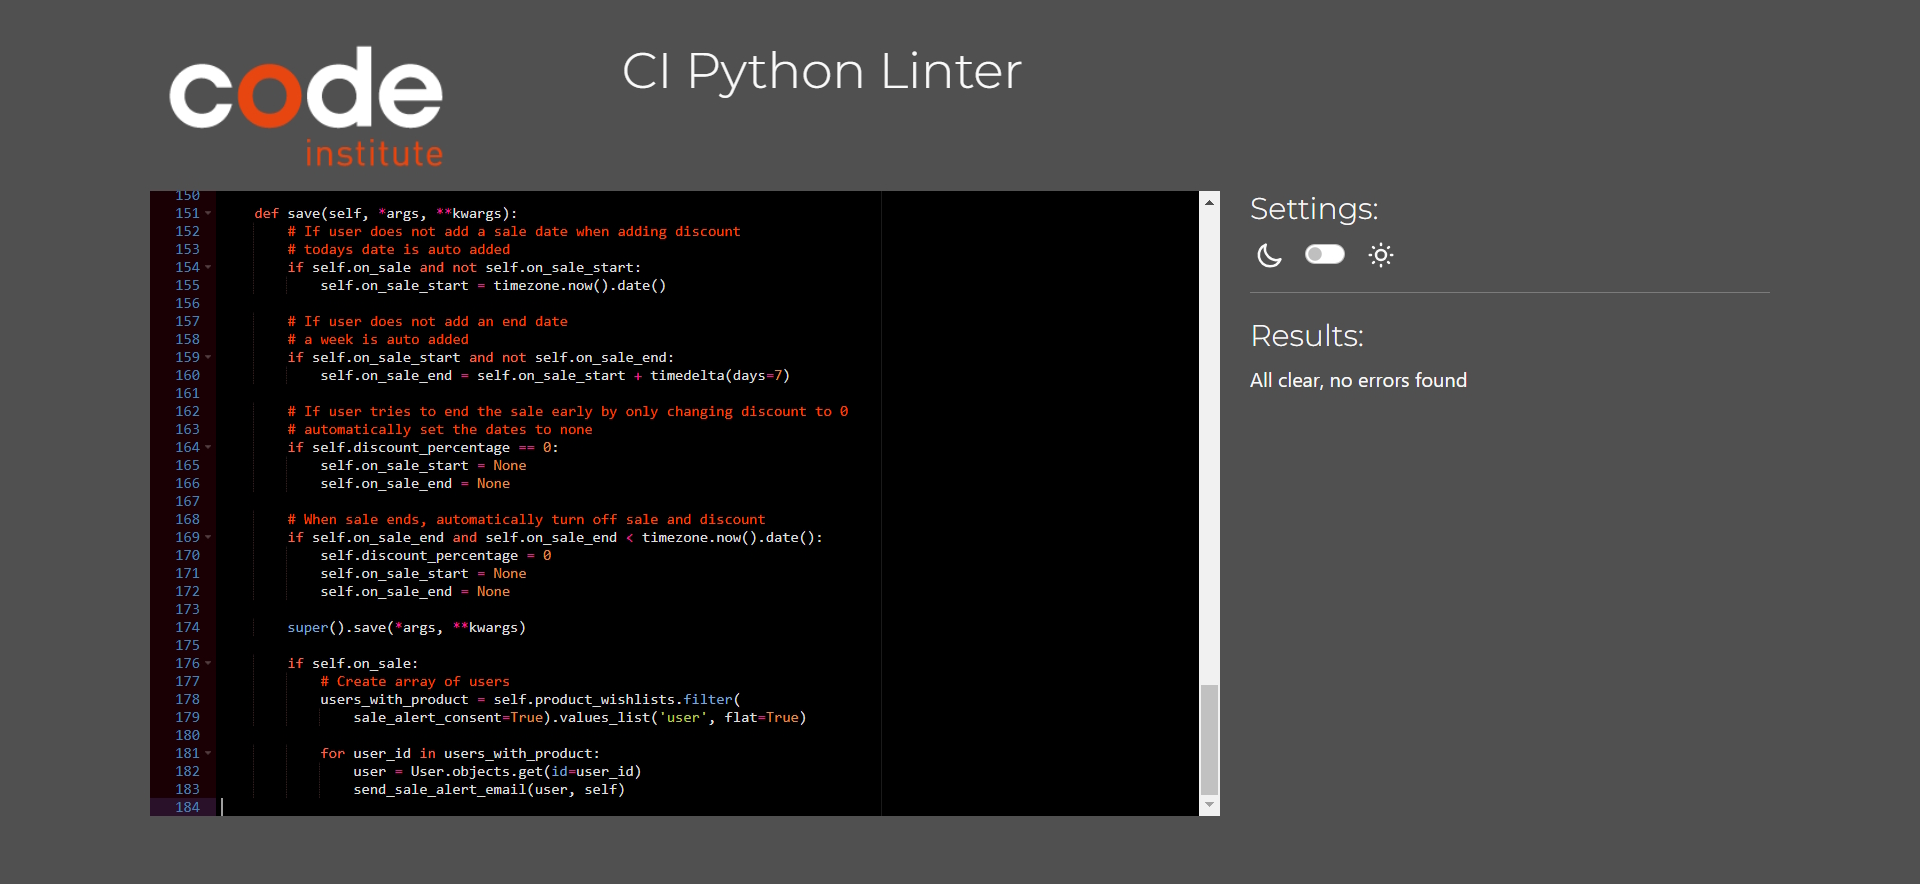 code
institute
CI Python Linter
150
151 def save(self, *args, **kwargs):
152 # If user does not add a sale date when adding discount
153 # todays date is auto added
154 if self.on_sale and not self.on_sale_start:
155 self.on_sale_start = timezone.now().date()
156
157 # If user does not add an end date
158 # a week is auto added
159 if self.on_sale_start and not self.on_sale_end:
160 self.on_sale_end = self.on_sale_start + timedelta(days=7)
161
162 # If user tries to end the sale early by only changing discount to 0
163 # automatically set the dates to none
164 if self.discount_percentage == 0:
165 self.on_sale_start = None
166 self.on_sale_end = None
167
168 # When sale ends, automatically turn off sale and discount
169 if self.on_sale_end and self.on_sale_end < timezone.now().date():
170 self.discount_percentage = 0
171 self.on_sale_start = None
172 self.on_sale_end = None
173
174 super().save(*args, **kwargs)
175
176 if self.on_sale:
177 # Create array of users
178 users_with_product = self.product_wishlists.filter(
179 sale_alert_consent=True).values_list('user', flat=True)
180
181 for user_id in users_with_product:
182 user = User.objects.get(id=user_id)
183 send_sale_alert_email(user, self)
184
Settings:
Results:
All clear, no errors found